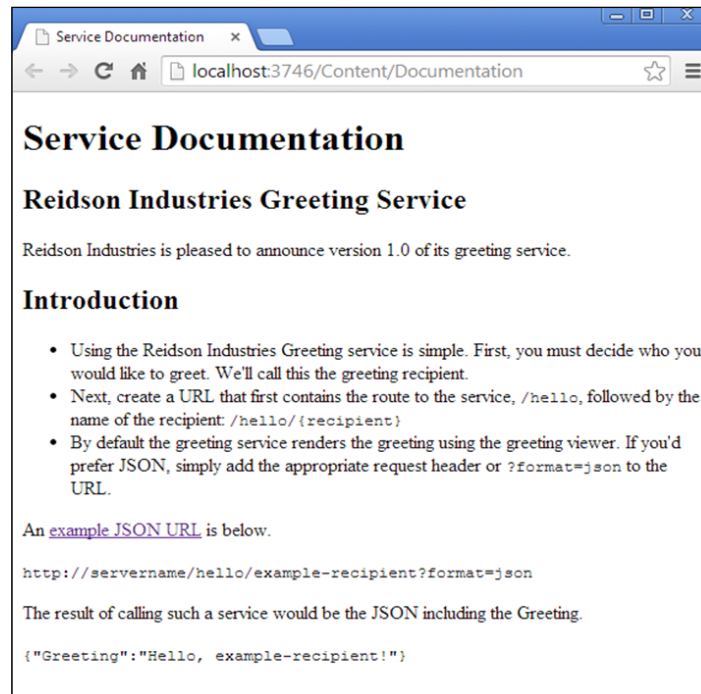 Service Documentation
localhost:3746/Content/Documentation
Service Documentation
Reidson Industries Greeting Service
Reidson Industries is pleased to announce version 1.0 of its greeting service.
Introduction
• Using the Reidson Industries Greeting service is simple. First, you must decide who you
would like to greet. We'll call this the greeting recipient.
• Next, create a URL that first contains the route to the service, /hello, followed by the
name of the recipient: /hello/{recipient}
• By default the greeting service renders the greeting using the greeting viewer. If you'd
prefer JSON, simply add the appropriate request header or ?format=json to the
URL.
An example JSON URL is below.
http://servername/hello/example-recipient?format=json
The result of calling such a service would be the JSON including the Greeting.
{"Greeting":"Hello, example-recipient!"}